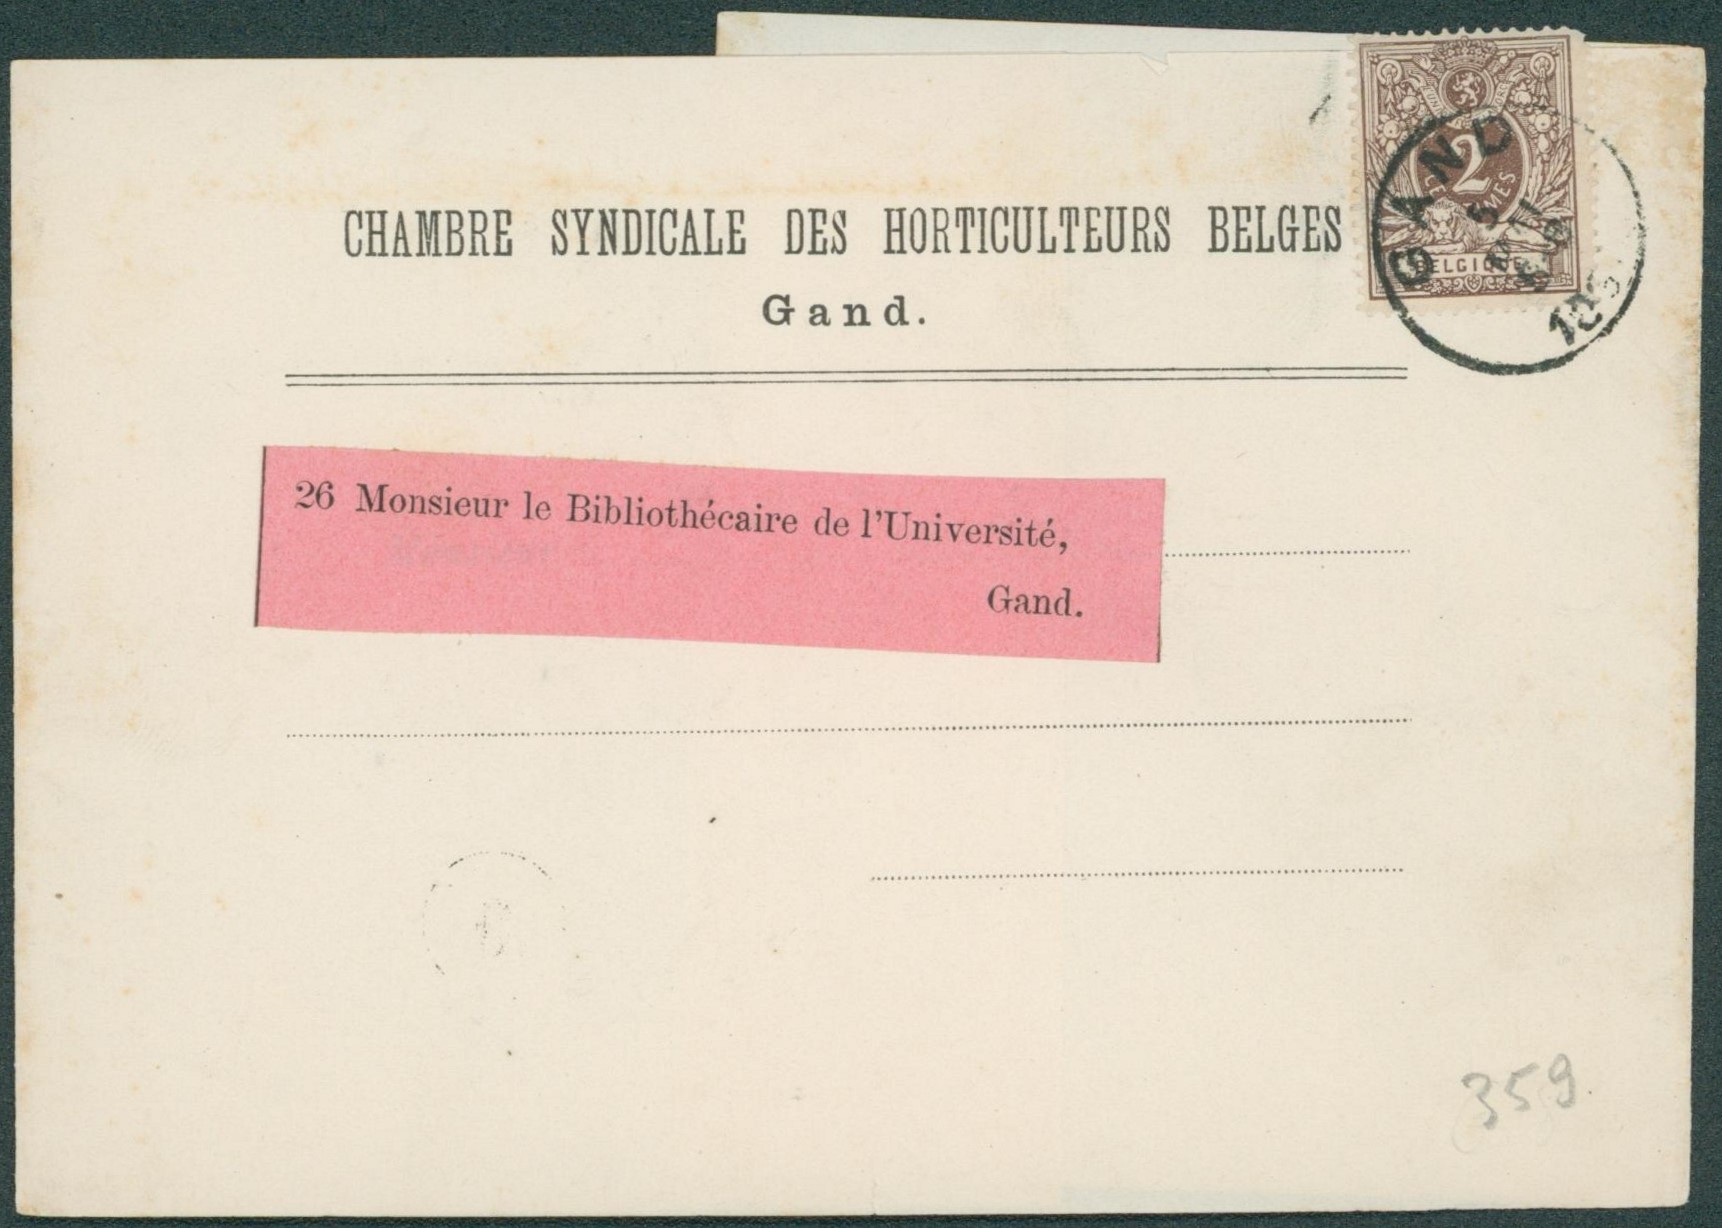 CHAMBRE SYNDICALE DES HORTICULTEURS BELGES
Gand.
2
BELGIQUE
GAND
26 Monsieur le Bibliothécaire de l'Université,
Gand.
359